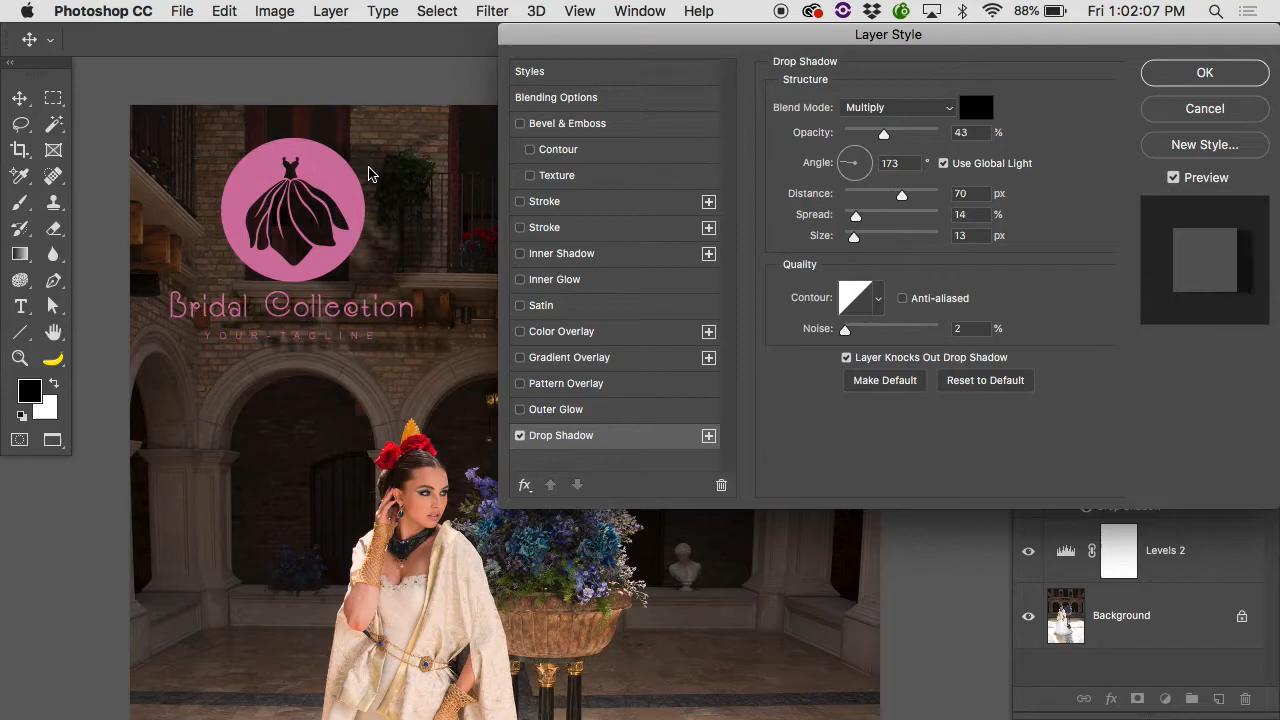 Photoshop CC File Edit Image Layer Type Select Filter 3D View Window Help 88% Fri 1:02:07 PM
Layer Style
Styles
Blending Options
Bevel & Emboss
Contour
Texture
Stroke
Stroke
Inner Shadow
Inner Glow
Satin
Color Overlay
Gradient Overlay
Pattern Overlay
Outer Glow
Drop Shadow
fx
Drop Shadow
Structure
Blend Mode: Multiply
Opacity: 43 %
Angle: 173 ° Use Global Light
Distance: 70 px
Spread: 14 %
Size: 13 px
Quality
Contour: Anti-aliased
Noise: 2 %
Layer Knocks Out Drop Shadow
Make Default Reset to Default
OK
Cancel
New Style...
Preview
Bridal Collection
YOUR TAGLINE
Levels 2
Background
fx